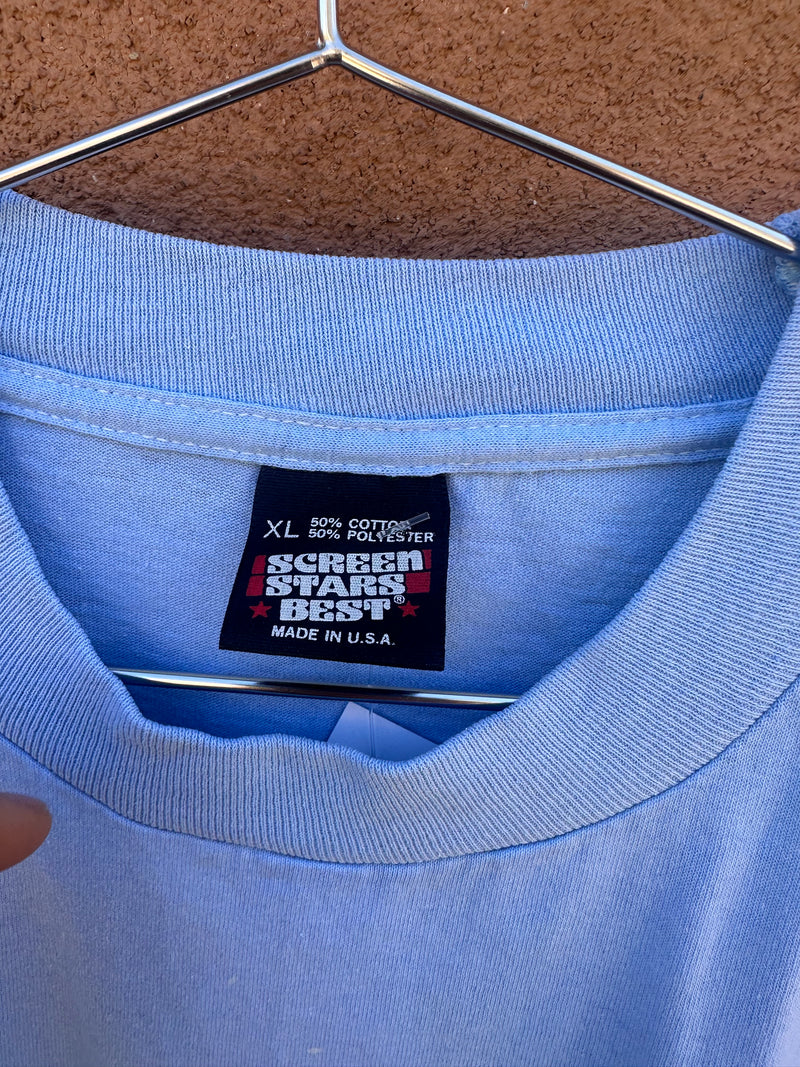 XL 50% COTTON
50% POLYESTER
SCREEN
STARS
BEST®
MADE IN U.S.A.